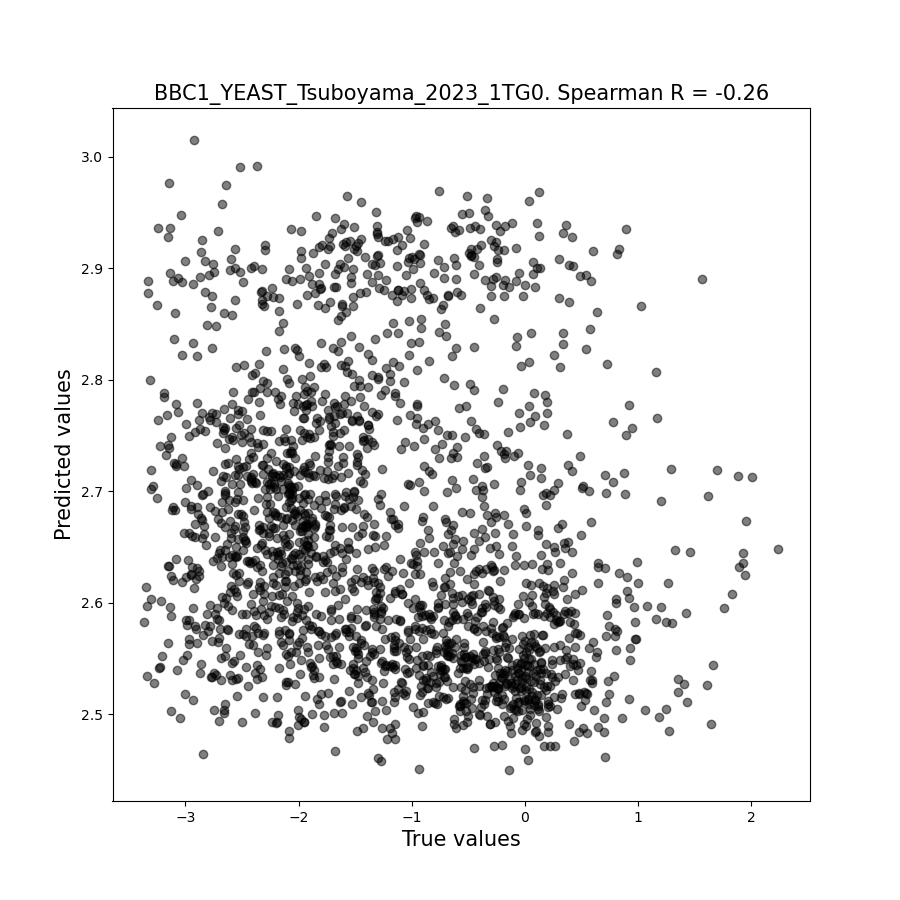 BBC1_YEAST_Tsuboyama_2023_1TG0. Spearman R = -0.26
3.0
2.9
2.8
2.7
2.6
2.5
Predicted values
−3 −2 −1 0 1 2
True values